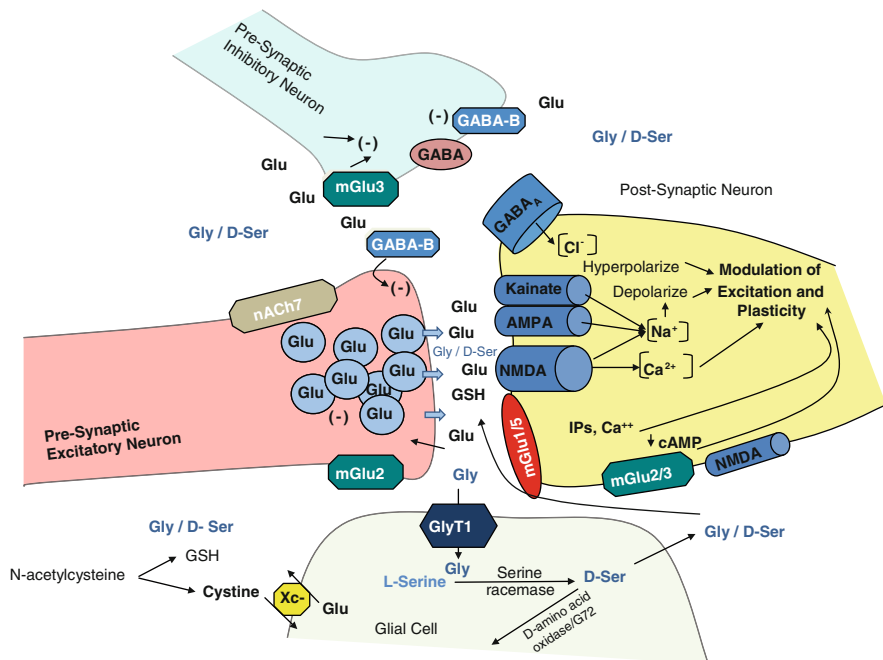 Pre-Synaptic
Inhibitory Neuron
(-)
GABA-B
Glu
Gly / D-Ser
(-)
GABA
Glu
mGlu3
Glu
Post-Synaptic Neuron
GABAA
Glu
Gly / D-Ser
GABA-B
[Cl-]
Hyperpolarize
Modulation of
Excitation and
Plasticity
Depolarize
(-)
nACh7
Kainate
Glu
AMPA
[Na+]
Glu
Glu
Glu
Glu
Gly / D-Ser
Glu
NMDA
[Ca2+]
Glu
Glu
Glu
Glu
GSH
(-)
Glu
Pre-Synaptic
Excitatory Neuron
Glu
mGlu1/5
IPs, Ca++
cAMP
mGlu2/3
NMDA
mGlu2
Gly
GlyT1
Gly / D- Ser
Gly / D-Ser
GSH
N-acetylcysteine
Cystine
Xc-
Glu
Gly
L-Serine
Serine
racemase
D-Ser
D-amino acid
oxidase/G72
Glial Cell